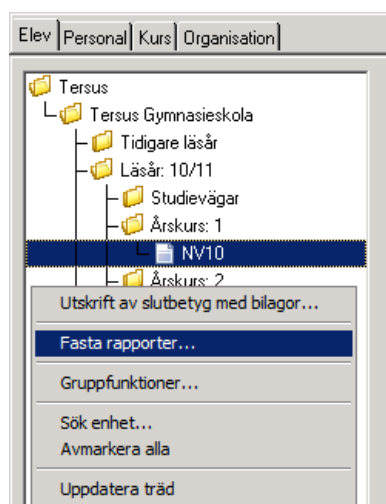 Elev Personal Kurs Organisation
Tersus
Tersus Gymnasieskola
Tidigare läsår
Läsår: 10/11
Studievägar
Årskurs: 1
NV10
Årskurs: 2
Utskrift av slutbetyg med bilagor...
Fasta rapporter...
Gruppfunktioner...
Sök enhet...
Avmarkera alla
Uppdatera träd